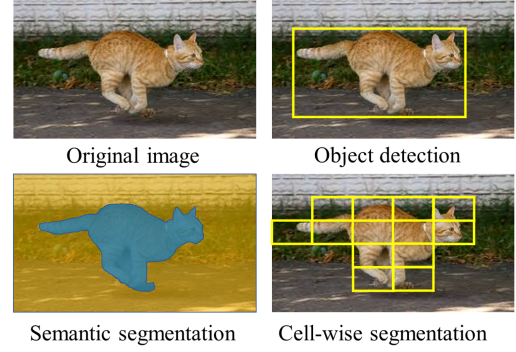 Original image
Object detection
Semantic segmentation
Cell-wise segmentation